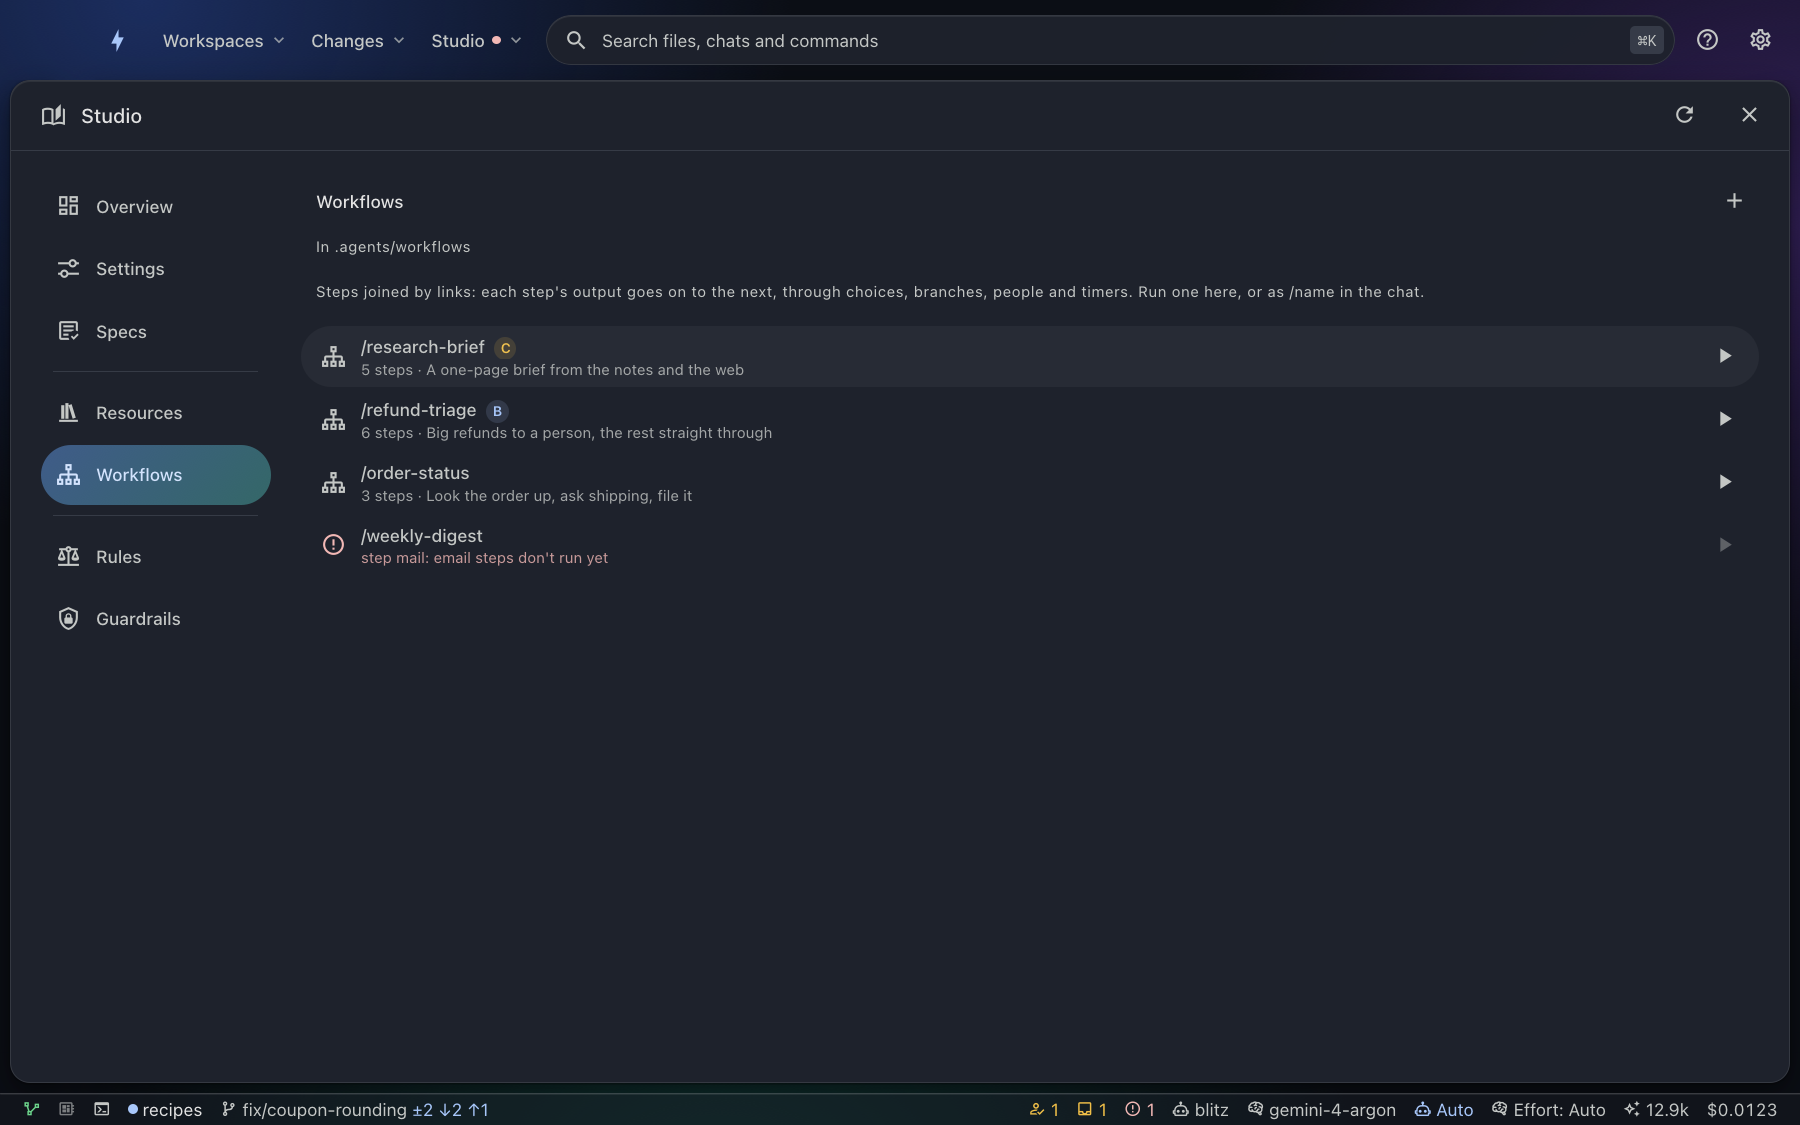 Workspaces Changes Studio Search files, chats and commands ⌘K
Studio
Overview
Settings
Specs
Resources
Workflows
Rules
Guardrails
Workflows
In .agents/workflows
Steps joined by links: each step's output goes on to the next, through choices, branches, people and timers. Run one here, or as /name in the chat.
/research-brief C
5 steps · A one-page brief from the notes and the web
/refund-triage B
6 steps · Big refunds to a person, the rest straight through
/order-status
3 steps · Look the order up, ask shipping, file it
/weekly-digest
step mail: email steps don't run yet
recipes fix/coupon-rounding ±2 ↓2 ↑1 1 1 1 blitz gemini-4-argon Auto Effort: Auto 12.9k $0.0123